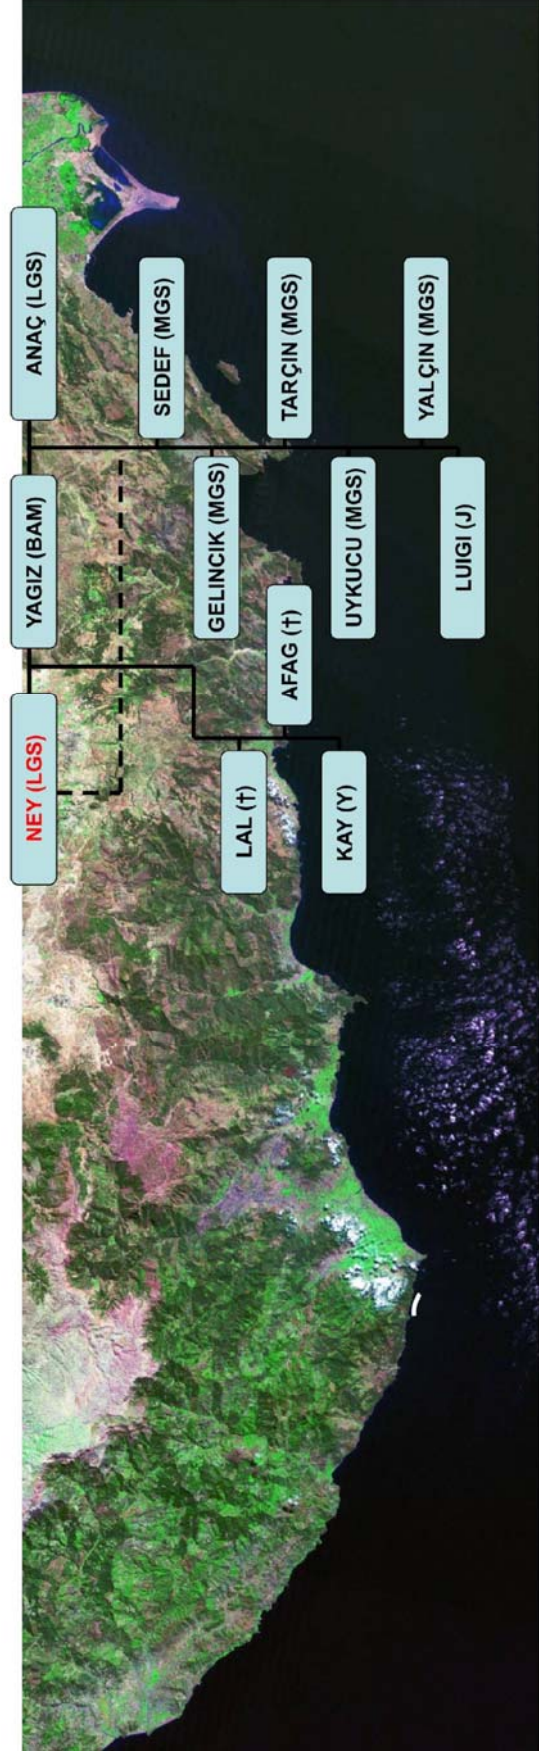 NEY (LGS)
YAGIZ (BAM)
ANAÇ (LGS)
SEDEF (MGS)
GELINCIK (MGS)
LAL (†)
AFAG (†)
TARÇIN (MGS)
KAY (Y)
UYKUCU (MGS)
YALÇIN (MGS)
LUIGI (J)